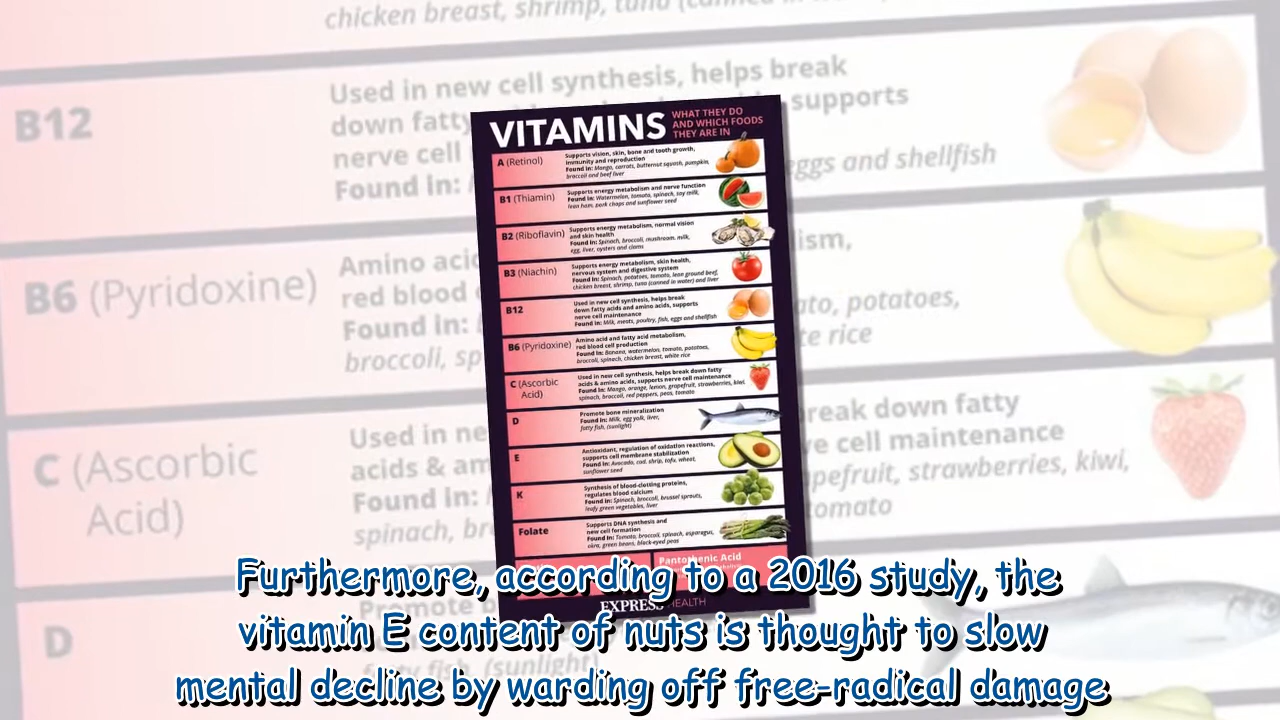 chicken breast, shrimp, tuna (canned in
B12
Used in new cell synthesis, helps break
down fatty
supports
nerve cell
eggs and shellfish
Found in:
B6 (Pyridoxine)
Amino acid
red blood
Found in:
broccoli, sp
potatoes,
white rice
C (Ascorbic
Acid)
Used in ne
break down fatty
acids & am
cell maintenance
Found in:
grapefruit, strawberries, kiwi,
spinach, br
tomato
D
Promote b
fatty fish, (sunlight)
VITAMINS
WHAT THEY DO
AND WHICH FOODS
THEY ARE IN
A (Retinol)
Supports vision, skin, bone and tooth growth,
immunity and reproduction
Found in: Mango, carrots, butternut squash, pumpkin,
broccoli and beef liver
B1 (Thiamin)
Supports energy metabolism and nerve function
Found in: Watermelon, tomato, spinach, soy milk,
lean ham, pork chops and sunflower seed
B2 (Riboflavin)
Supports energy metabolism, normal vision
and skin health
Found in: Spinach, broccoli, mushroom, milk,
egg, liver, oysters and clams
B3 (Niachin)
Supports energy metabolism, skin health,
nervous system and digestive system
Found in: Spinach, potatoes, tomato, lean ground beef,
chicken breast, shrimp, tuna (canned in water) and liver
B12
Used in new cell synthesis, helps break
down fatty acids and amino acids, supports
nerve cell maintenance
Found in: Milk, meats, poultry, fish, eggs and shellfish
B6 (Pyridoxine)
Amino acid and fatty acid metabolism,
red blood cell production
Found in: Banana, watermelon, tomato, potatoes,
broccoli, spinach, chicken breast, white rice
C (Ascorbic
Acid)
Used in new cell synthesis, helps break down fatty
acids & amino acids, supports nerve cell maintenance
Found in: Mango, orange, lemon, grapefruit, strawberries, kiwi,
spinach, broccoli, red peppers, peas, tomato
D
Promote bone mineralization
Found in: Milk, egg yolk, liver,
fatty fish, (sunlight)
E
Antioxidant, regulation of oxidation reactions,
supports cell membrane stabilization
Found in: Avocado, cod, shrip, tofu, wheat,
sunflower seed
K
Synthesis of blood-clotting proteins,
regulates blood calcium
Found in: Spinach, broccoli, brussel sprouts,
leafy green vegetables, liver
Folate
Supports DNA synthesis and
new cell formation
Found in: Tomato, broccoli, spinach, asparagus,
okra, green beans, black-eyed peas
Pantothenic Acid
EXPRESS HEALTH
Furthermore, according to a 2016 study, the
vitamin E content of nuts is thought to slow
mental decline by warding off free-radical damage